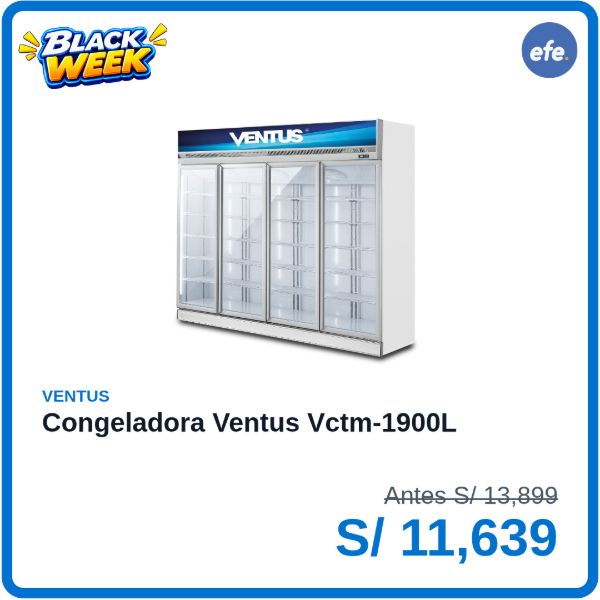 BLACK
WEEK
efe.
VENTUS
VENTUS
Congeladora Ventus Vctm-1900L
Antes S/ 13,899
S/ 11,639